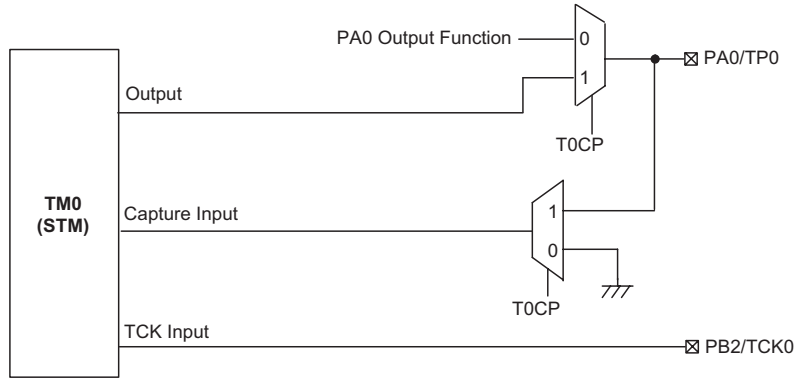 PA0 Output Function
0
1
PA0/TP0
T0CP
Output
TM0
(STM)
Capture Input
1
0
T0CP
TCK Input
PB2/TCK0